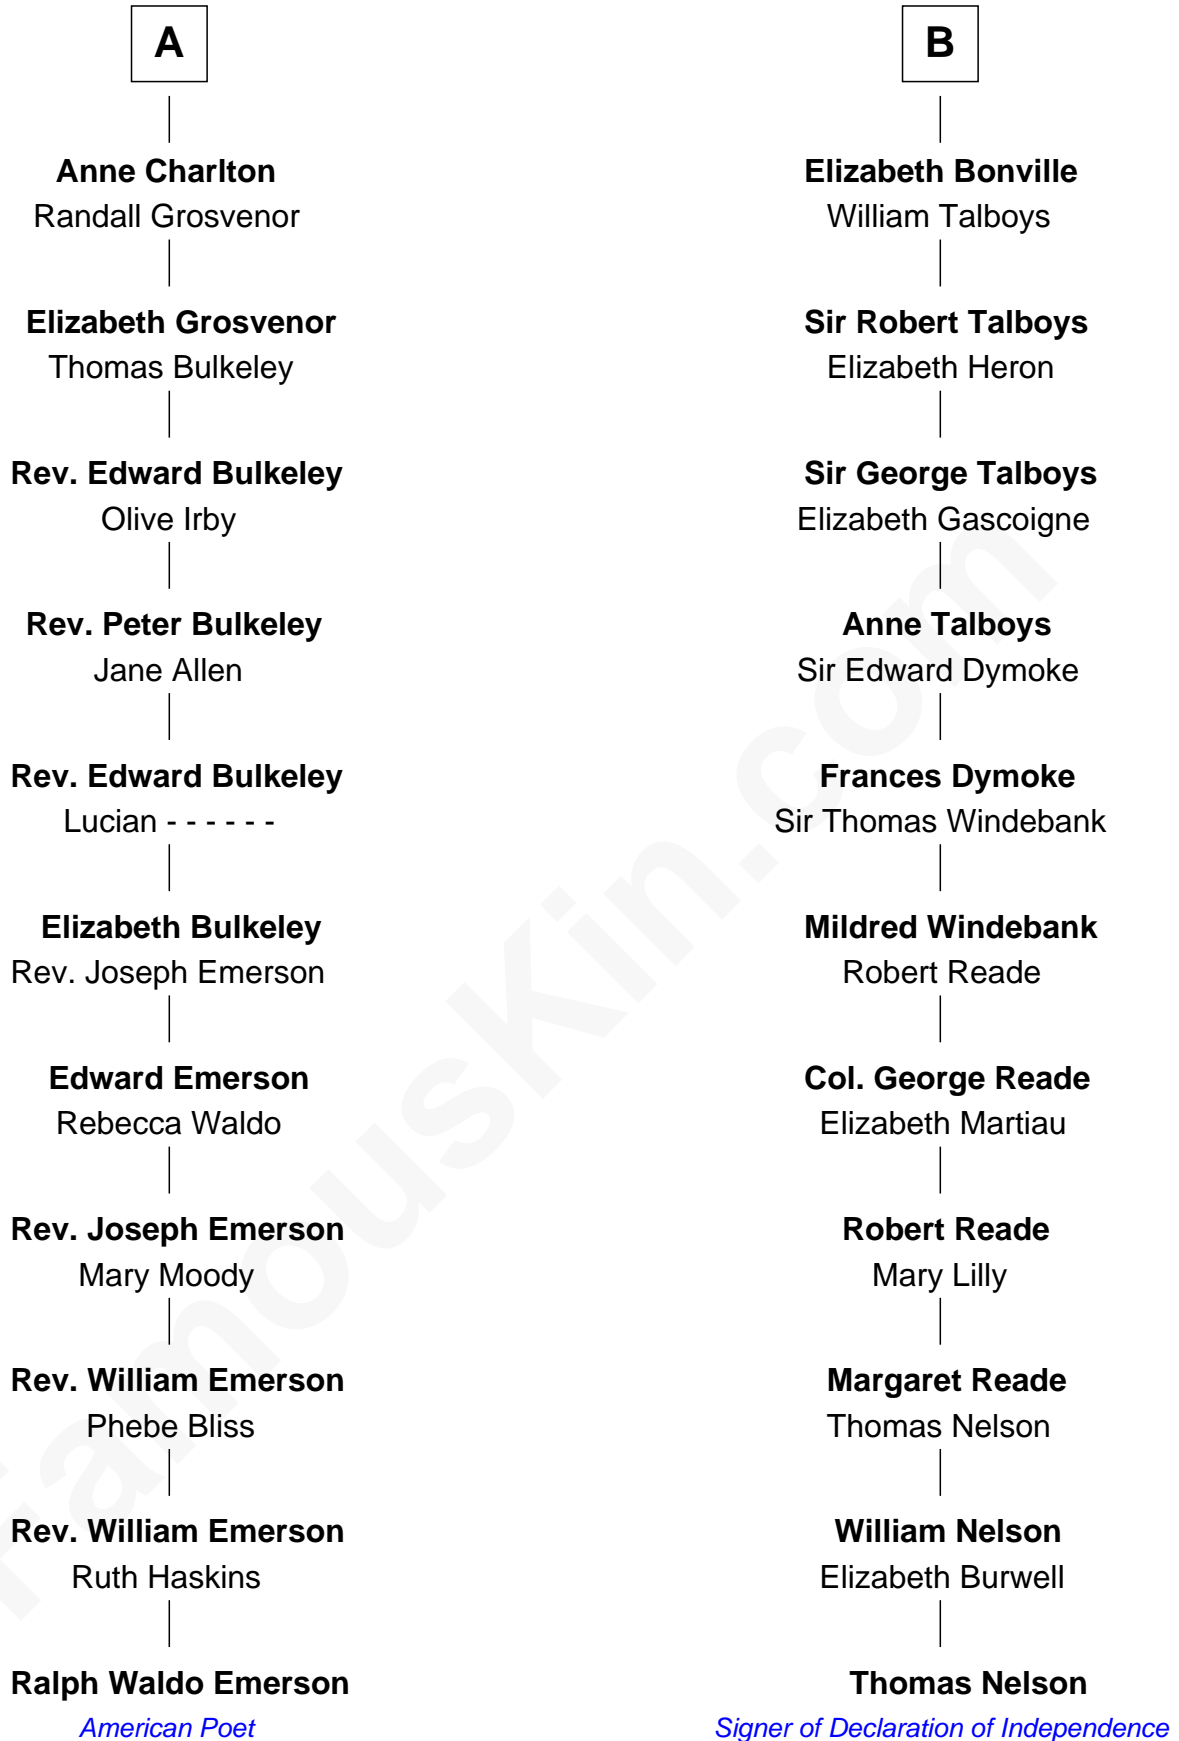 A
Anne Charlton
Randall Grosvenor
Elizabeth Grosvenor
Thomas Bulkeley
Rev. Edward Bulkeley
Olive Irby
Rev. Peter Bulkeley
Jane Allen
Rev. Edward Bulkeley
Lucian - - - - - -
Elizabeth Bulkeley
Rev. Joseph Emerson
Edward Emerson
Rebecca Waldo
Rev. Joseph Emerson
Mary Moody
Rev. William Emerson
Phebe Bliss
Rev. William Emerson
Ruth Haskins
Ralph Waldo Emerson
American Poet
B
Elizabeth Bonville
William Talboys
Sir Robert Talboys
Elizabeth Heron
Sir George Talboys
Elizabeth Gascoigne
Anne Talboys
Sir Edward Dymoke
Frances Dymoke
Sir Thomas Windebank
Mildred Windebank
Robert Reade
Col. George Reade
Elizabeth Martiau
Robert Reade
Mary Lilly
Margaret Reade
Thomas Nelson
William Nelson
Elizabeth Burwell
Thomas Nelson
Signer of Declaration of Independence
FamousKin.com